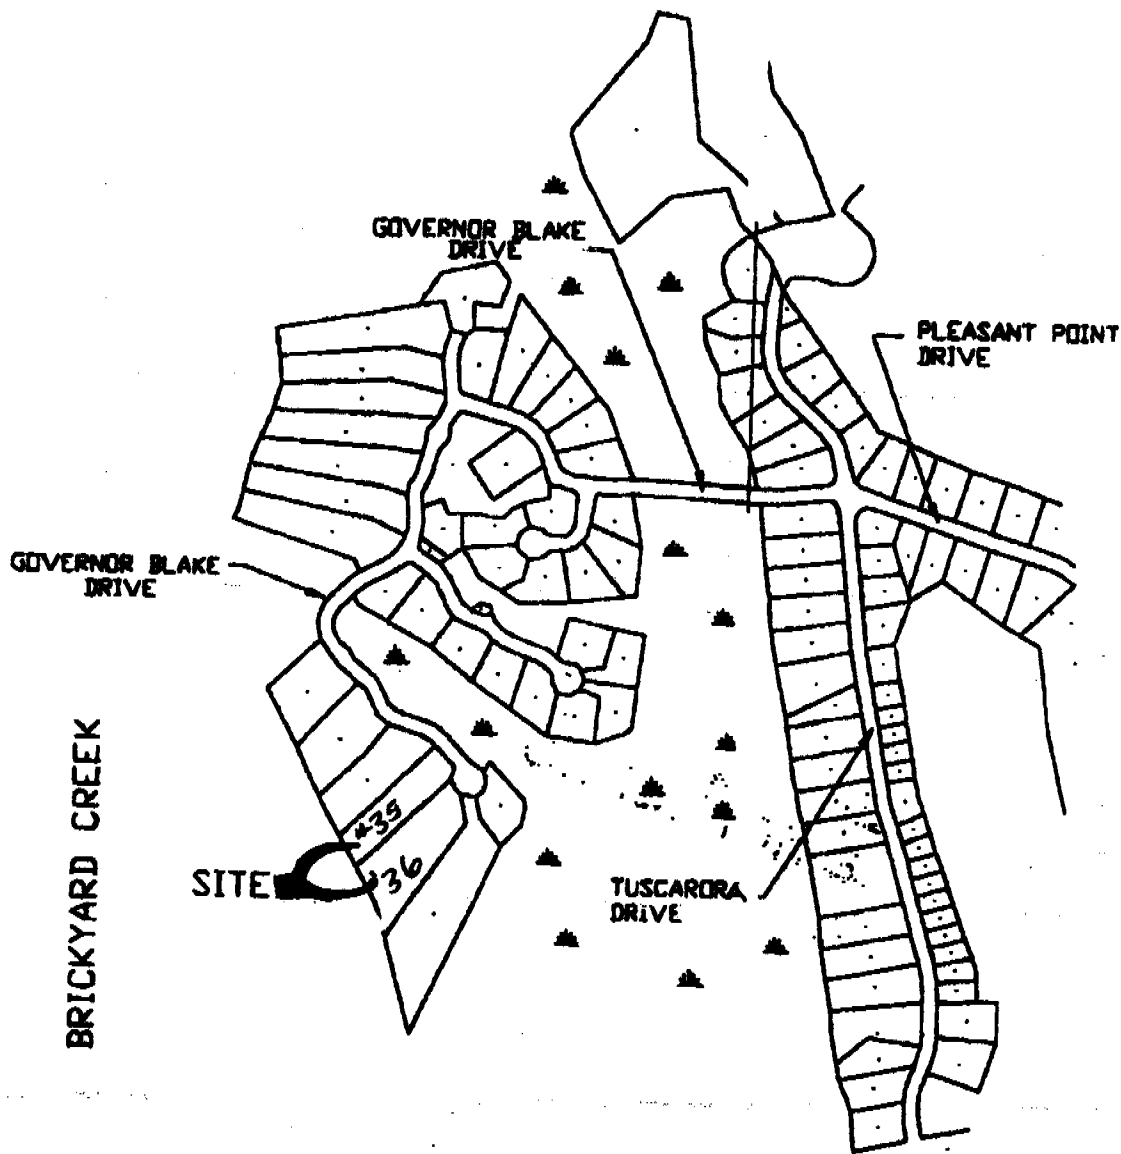 GOVERNOR BLAKE
DRIVE
PLEASANT POINT
DRIVE
GOVERNOR BLAKE
DRIVE
BRICKYARD CREEK
#35
SITE
#36
TUSCARORA
DRIVE